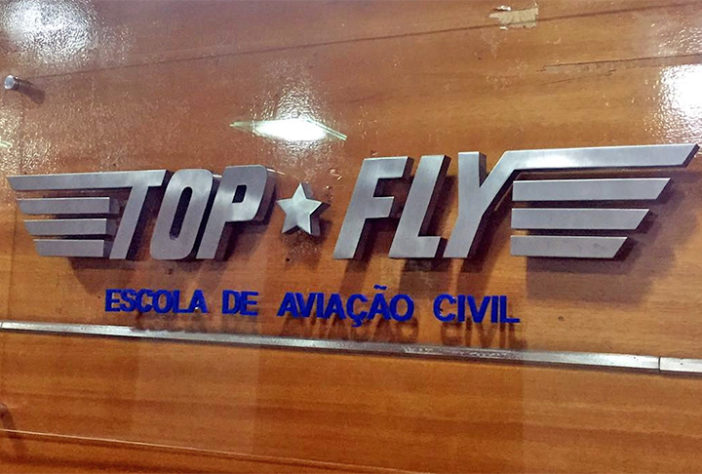 TOP★FLY
ESCOLA DE AVIAÇÃO CIVIL